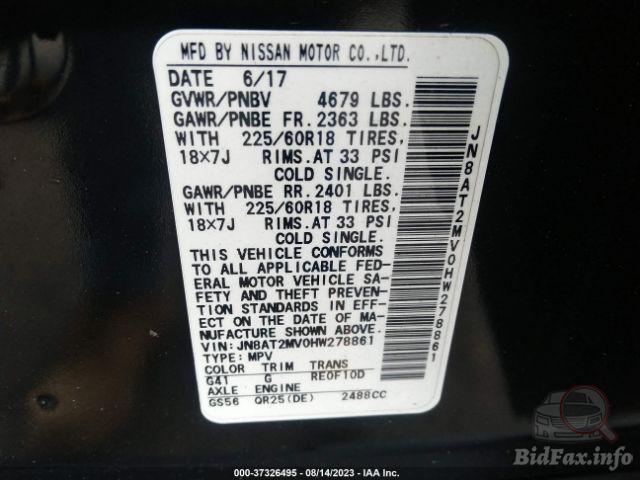 MFD BY NISSAN MOTOR CO.,LTD.
DATE 6/17
GVWR/PNBV 4679 LBS.
GAWR/PNBE FR. 2363 LBS.
WITH 225/60R18 TIRES,
18X7J RIMS.AT 33 PSI
COLD SINGLE.
GAWR/PNBE RR. 2401 LBS.
WITH 225/60R18 TIRES,
18X7J RIMS.AT 33 PSI
COLD SINGLE.
THIS VEHICLE CONFORMS
TO ALL APPLICABLE FED-
ERAL MOTOR VEHICLE SA-
FETY AND THEFT PREVEN-
TION STANDARDS IN EFF-
ECT ON THE DATE OF MA-
NUFACTURE SHOWN ABOVE.
VIN:JN8AT2MV0HW278861
TYPE:MPV
COLOR TRIM TRANS
G41 G RE0F10D
AXLE ENGINE
GS56 QR25(DE) 2488CC
JN8AT2MV0HW278861
BidFax.info
000-37326495 - 08/14/2023 - IAA Inc.